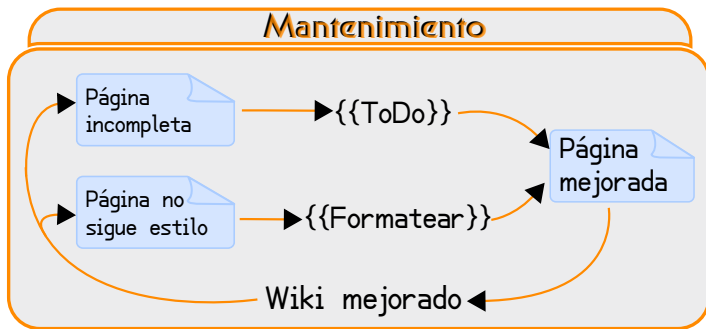 Mantenimiento
Página
incompleta
{{ToDo}}
Página
mejorada
Página no
sigue estilo
{{Formatear}}
Wiki mejorado